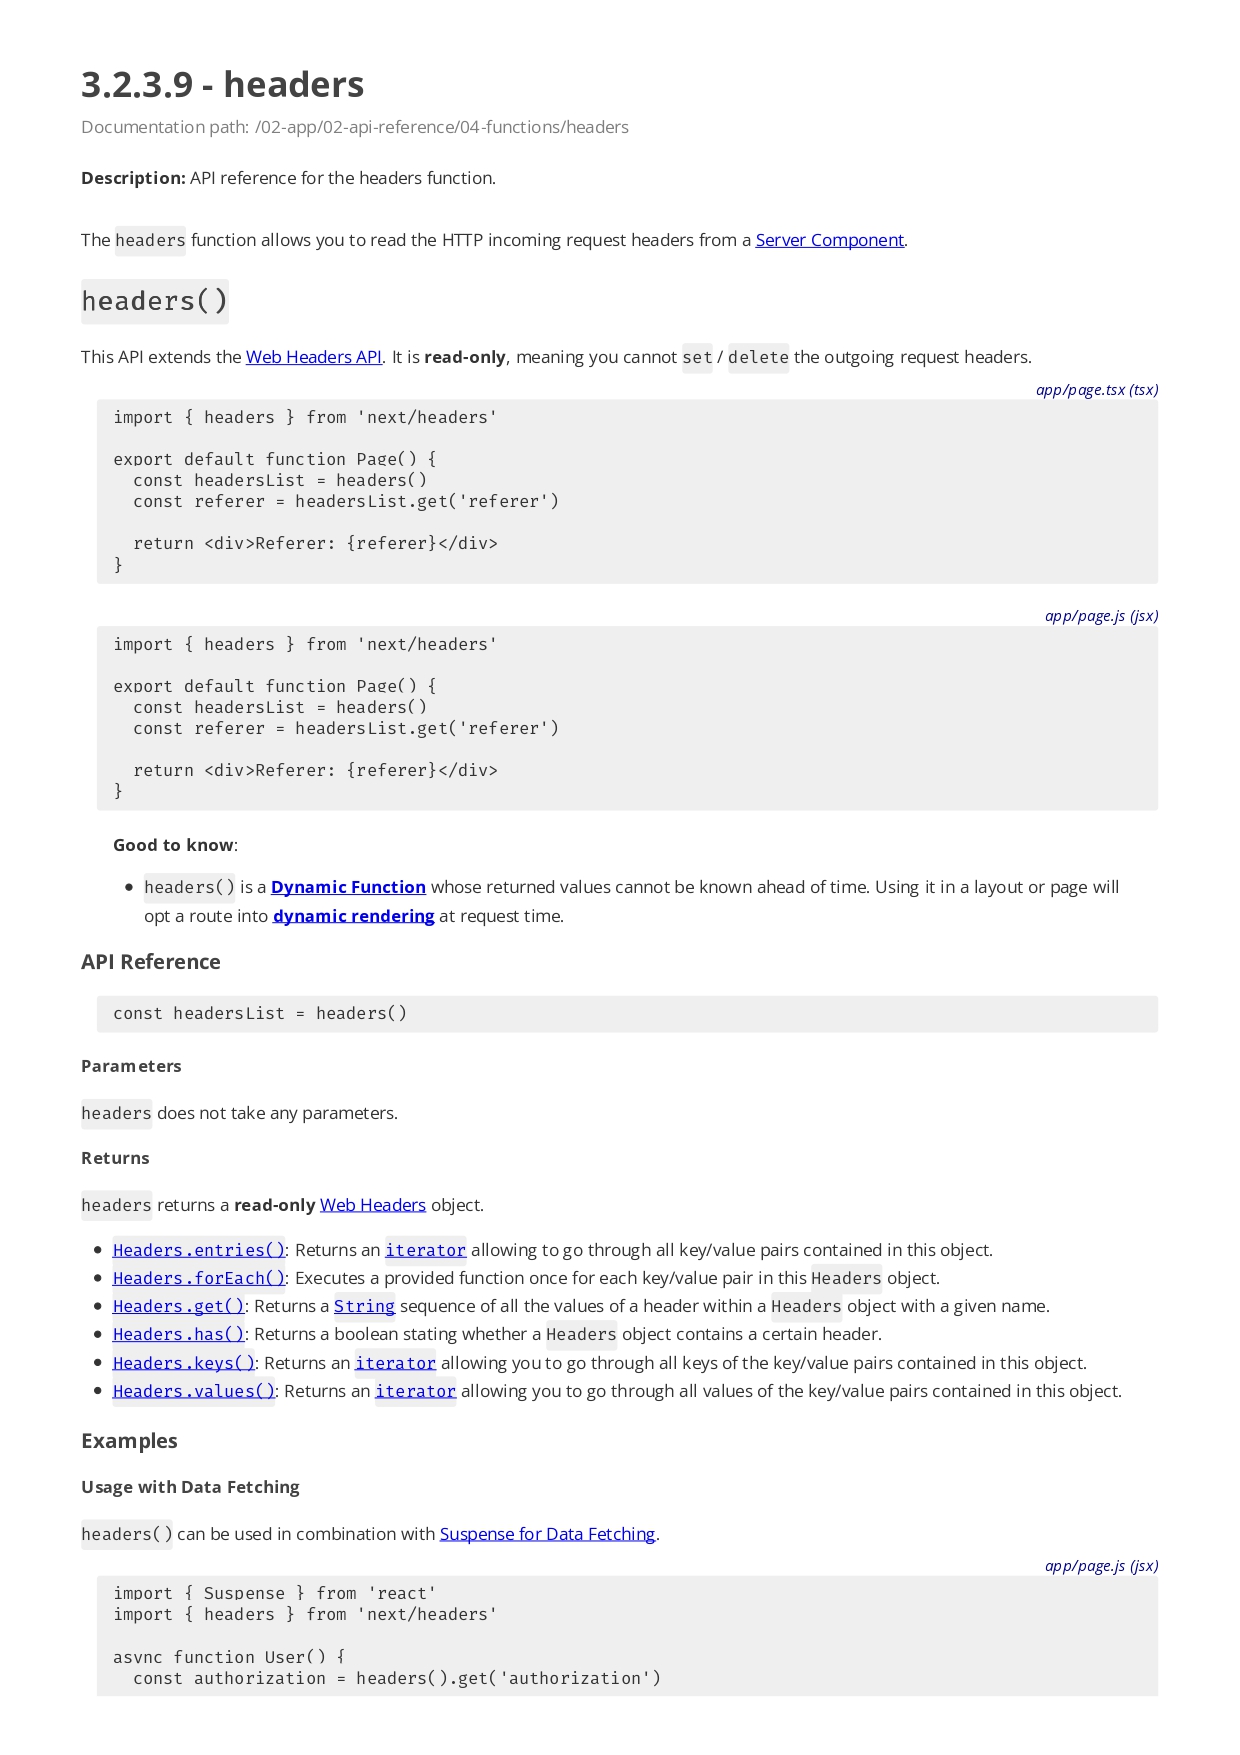 3.2.3.9 - headers
Documentation path: /02-app/02-api-reference/04-functions/headers
Description: API reference for the headers function.
The headers function allows you to read the HTTP incoming request headers from a Server Component.
headers()
This API extends the Web Headers API. It is read-only, meaning you cannot set / delete the outgoing request headers.
app/page.tsx (tsx)
import { headers } from 'next/headers'
export default function Page() {
  const headersList = headers()
  const referer = headersList.get('referer')
  return <div>Referer: {referer}</div>
}
app/page.js (jsx)
import { headers } from 'next/headers'
export default function Page() {
  const headersList = headers()
  const referer = headersList.get('referer')
  return <div>Referer: {referer}</div>
}
Good to know:
• headers() is a Dynamic Function whose returned values cannot be known ahead of time. Using it in a layout or page will
opt a route into dynamic rendering at request time.
API Reference
const headersList = headers()
Parameters
headers does not take any parameters.
Returns
headers returns a read-only Web Headers object.
• Headers.entries(): Returns an iterator allowing to go through all key/value pairs contained in this object.
• Headers.forEach(): Executes a provided function once for each key/value pair in this Headers object.
• Headers.get(): Returns a String sequence of all the values of a header within a Headers object with a given name.
• Headers.has(): Returns a boolean stating whether a Headers object contains a certain header.
• Headers.keys(): Returns an iterator allowing you to go through all keys of the key/value pairs contained in this object.
• Headers.values(): Returns an iterator allowing you to go through all values of the key/value pairs contained in this object.
Examples
Usage with Data Fetching
headers() can be used in combination with Suspense for Data Fetching.
app/page.js (jsx)
import { Suspense } from 'react'
import { headers } from 'next/headers'
async function User() {
  const authorization = headers().get('authorization')